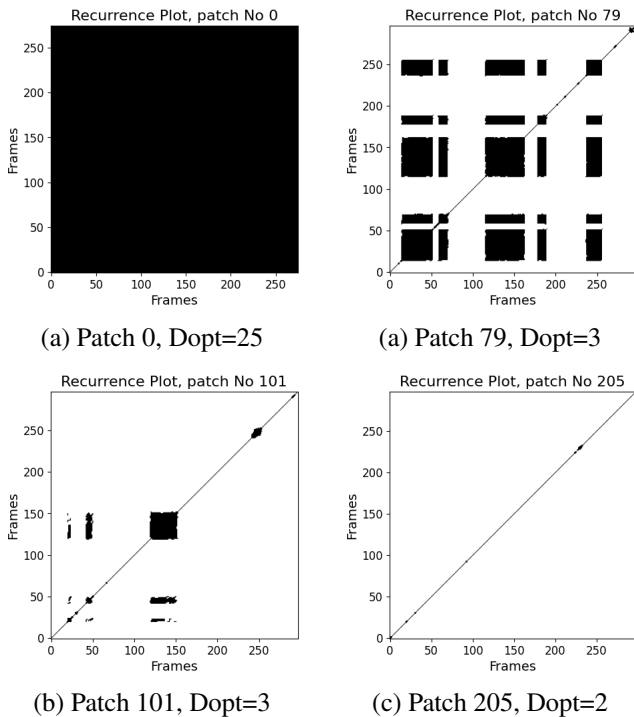 Recurrence Plot, patch No 0
Frames
250
200
150
100
50
0
0 50 100 150 200 250
Frames
(a) Patch 0, Dopt=25
Recurrence Plot, patch No 79
Frames
250
200
150
100
50
0
0 50 100 150 200 250
Frames
(a) Patch 79, Dopt=3
Recurrence Plot, patch No 101
Frames
250
200
150
100
50
0
0 50 100 150 200 250
Frames
(b) Patch 101, Dopt=3
Recurrence Plot, patch No 205
Frames
250
200
150
100
50
0
0 50 100 150 200 250
Frames
(c) Patch 205, Dopt=2